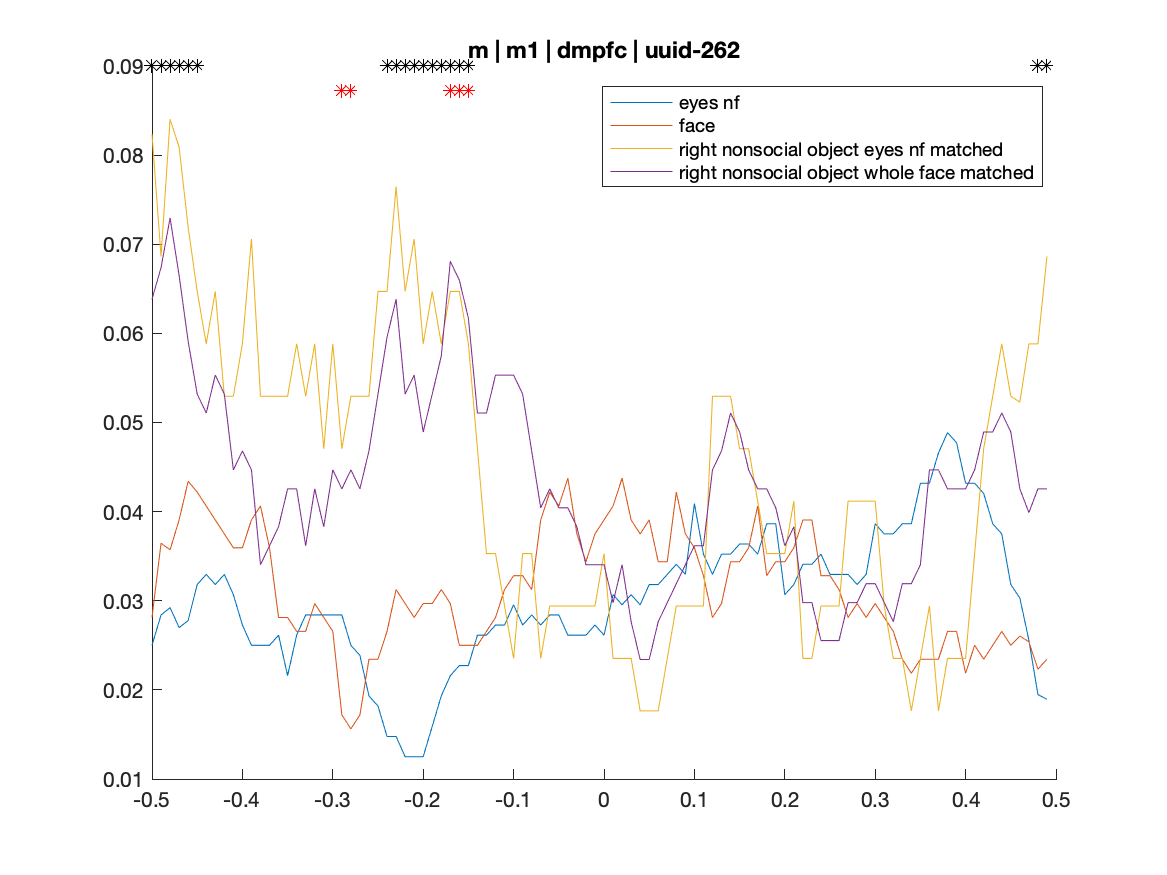 m | m1 | dmpfc | uuid-262
0.09
0.08
0.07
0.06
0.05
0.04
0.03
0.02
0.01
eyes nf
face
right nonsocial object eyes nf matched
right nonsocial object whole face matched
-0.5 -0.4 -0.3 -0.2 -0.1 0 0.1 0.2 0.3 0.4 0.5